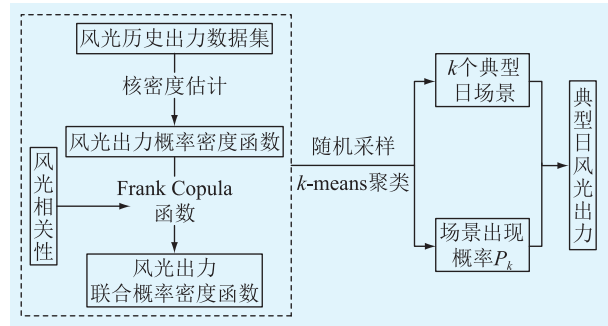 风光历史出力数据集
核密度估计
风光出力概率密度函数
风光相关性
Frank Copula
函数
风光出力
联合概率密度函数
随机采样
k-means聚类
k个典型
日场景
场景出现
概率Pk
典型日风光出力